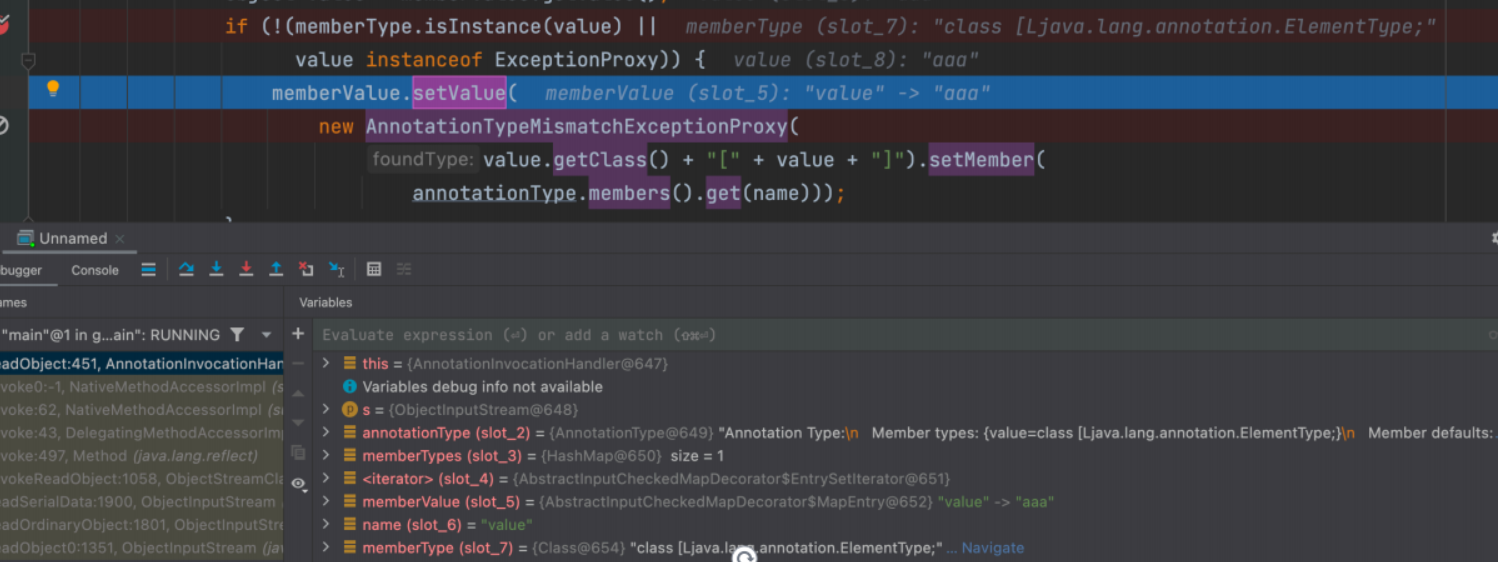 if (!(memberType.isInstance(value) || memberType (slot_7): "class [Ljava.lang.annotation.ElementType;"
value instanceof ExceptionProxy)) { value (slot_8): "aaa"
memberValue.setValue( memberValue (slot_5): "value" -> "aaa"
new AnnotationTypeMismatchExceptionProxy(
foundType: value.getClass() + "[" + value + "]").setMember(
annotationType.members().get(name)));
Unnamed
bugger Console
ames Variables
"main"@1 in g...ain": RUNNING Evaluate expression (⏎) or add a watch (⇧⌘⏎)
eadObject:451, AnnotationInvocationHan this = {AnnotationInvocationHandler@647}
voke0:-1, NativeMethodAccessorImpl (s Variables debug info not available
voke:62, NativeMethodAccessorImpl (su s = {ObjectInputStream@648}
voke:43, DelegatingMethodAccessorIm annotationType (slot_2) = {AnnotationType@649} "Annotation Type:\n Member types: {value=class [Ljava.lang.annotation.ElementType;}\n Member defaults:
voke:497, Method (java.lang.reflect) memberTypes (slot_3) = {HashMap@650} size = 1
vokeReadObject:1058, ObjectStreamCla <iterator> (slot_4) = {AbstractInputCheckedMapDecorator$EntrySetIterator@651}
eadSerialData:1900, ObjectInputStream memberValue (slot_5) = {AbstractInputCheckedMapDecorator$MapEntry@652} "value" -> "aaa"
eadOrdinaryObject:1801, ObjectInputStre name (slot_6) = "value"
eadObject0:1351, ObjectInputStream (ja memberType (slot_7) = {Class@654} "class [Ljava.lang.annotation.ElementType;" ... Navigate